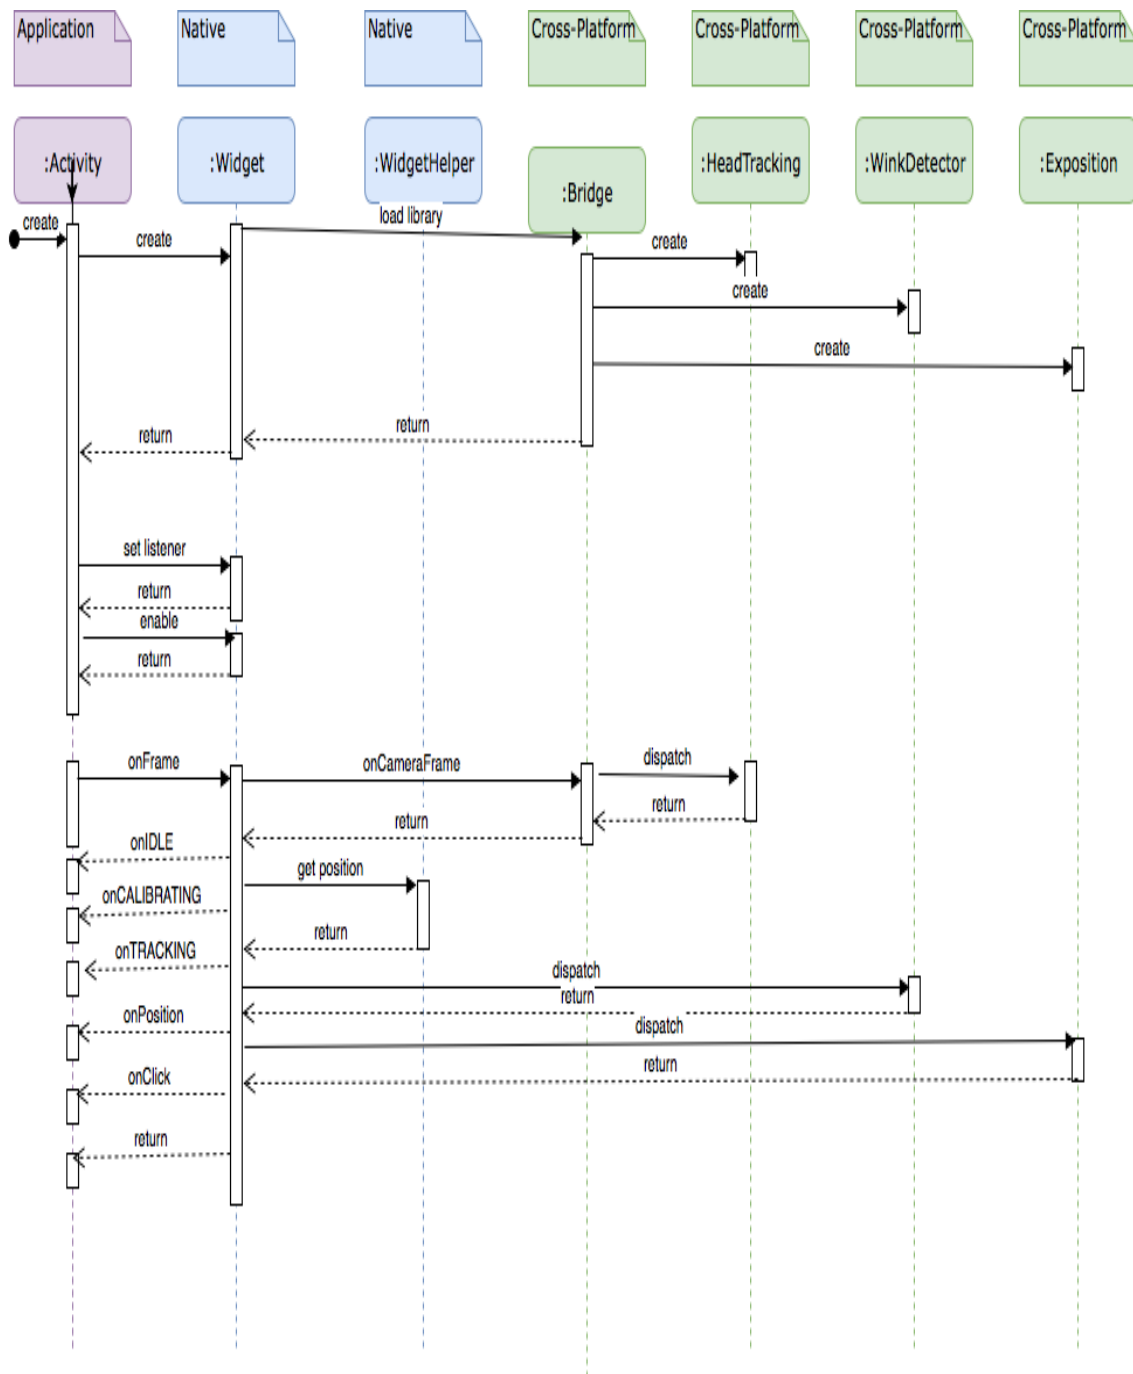 Application
Native
Native
Cross-Platform
Cross-Platform
Cross-Platform
Cross-Platform
:Activity
:Widget
:WidgetHelper
:Bridge
:HeadTracking
:WinkDetector
:Exposition
create
load library
create
create
create
create
return
return
set listener
return
enable
return
onFrame
onCameraFrame
dispatch
return
return
onIDLE
get position
onCALIBRATING
return
onTRACKING
dispatch
return
onPosition
dispatch
return
onClick
return